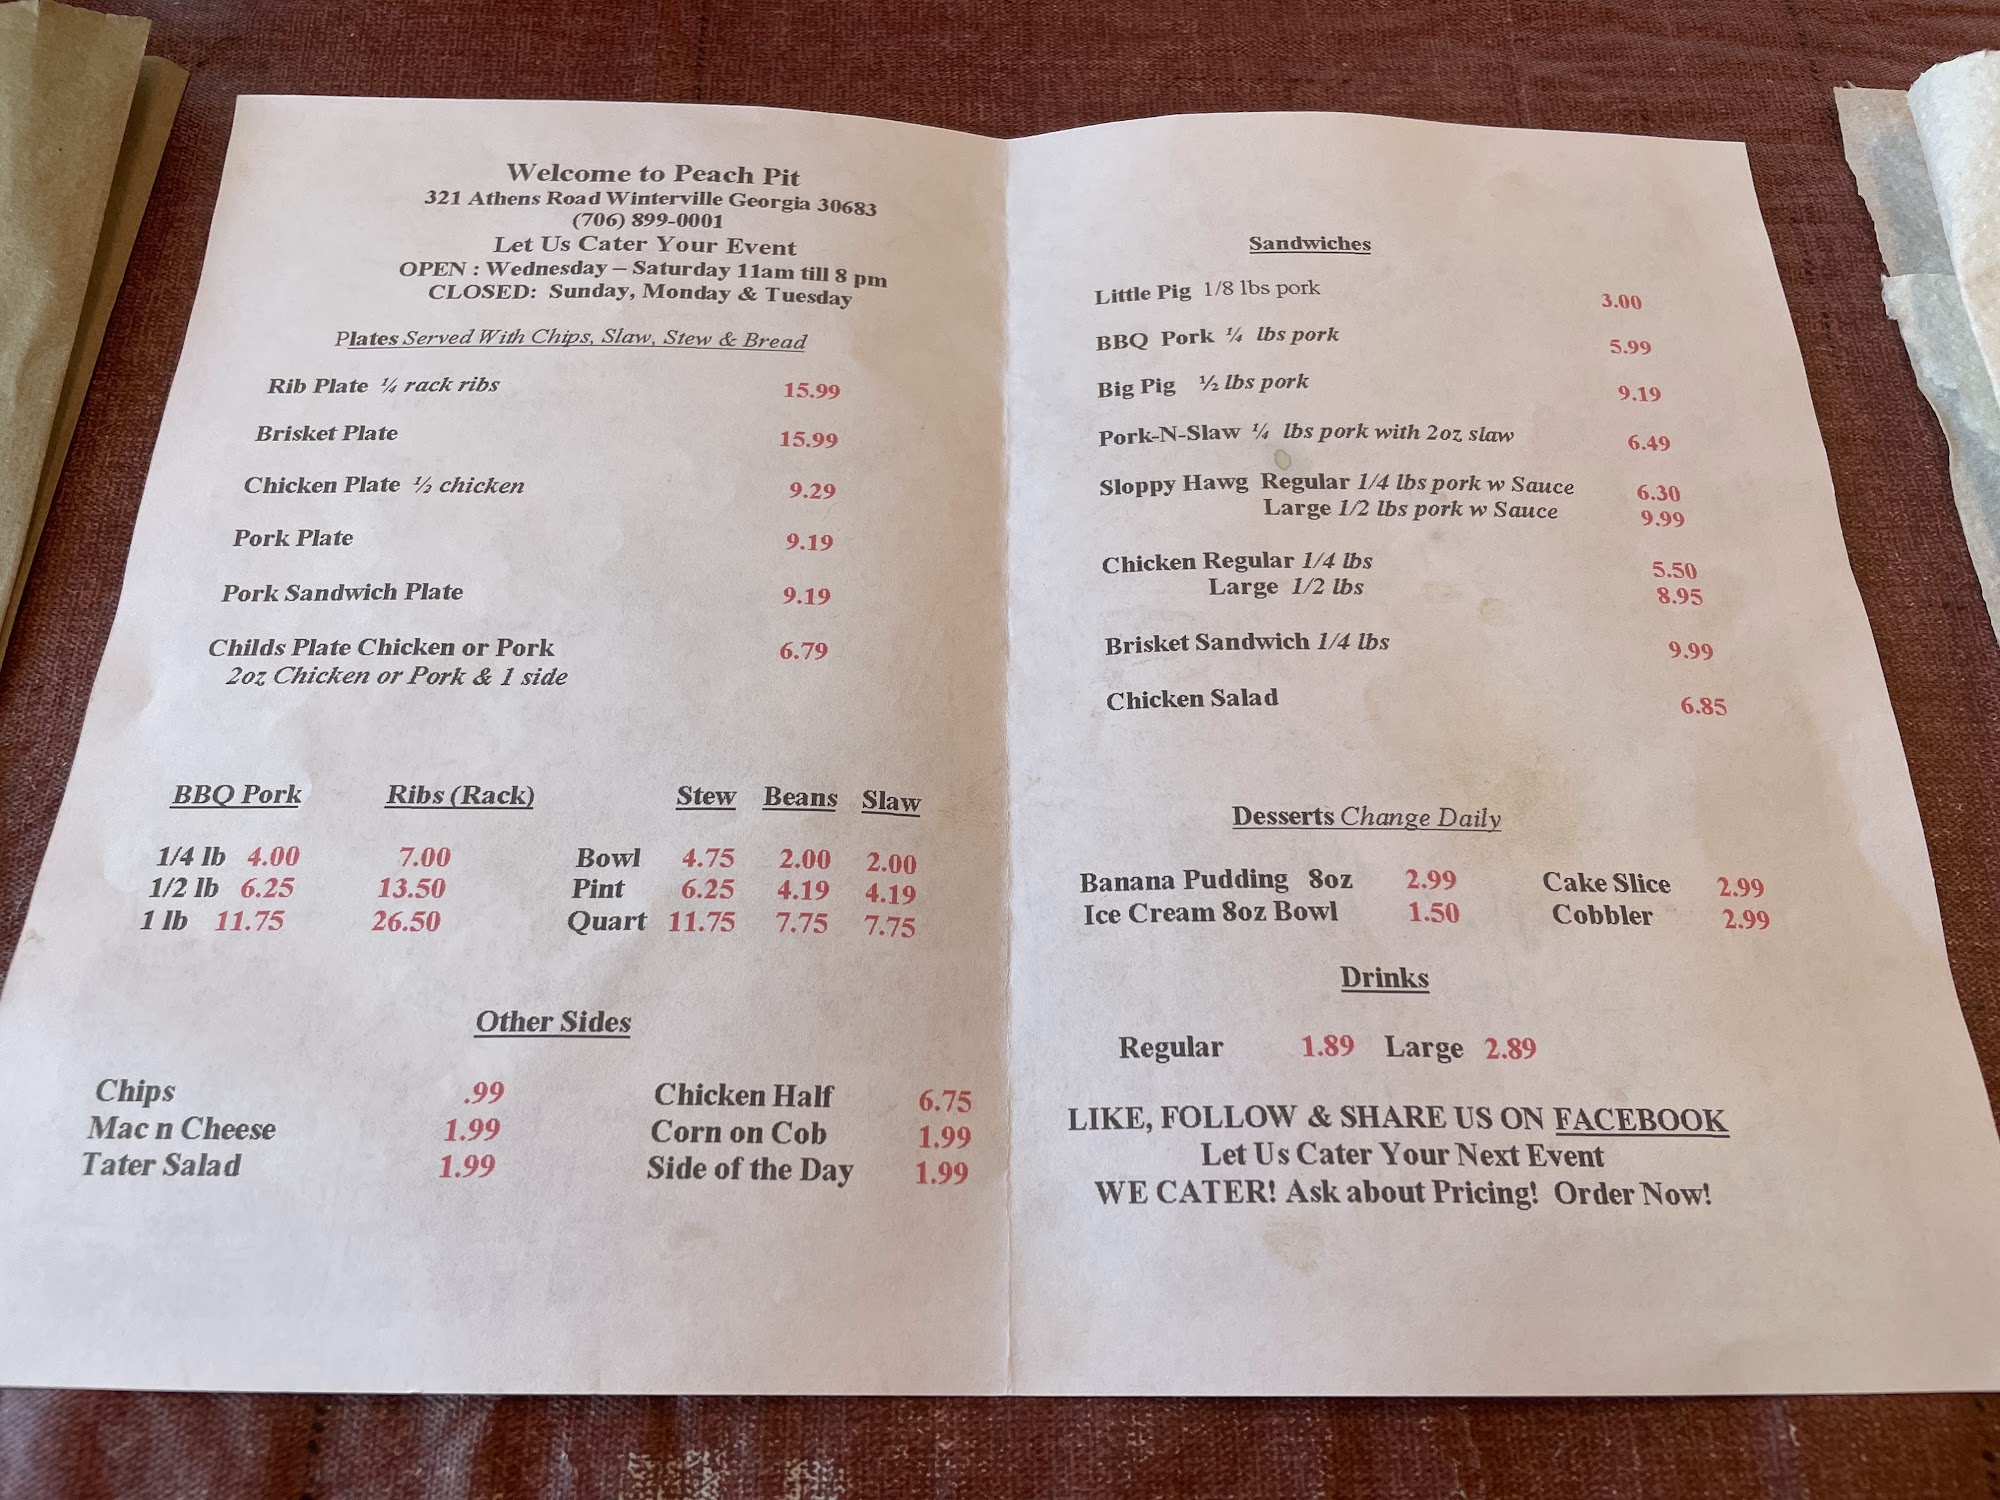 Welcome to Peach Pit
321 Athens Road Winterville Georgia 30683
(706) 899-0001
Let Us Cater Your Event
OPEN : Wednesday – Saturday 11am till 8 pm
CLOSED: Sunday, Monday & Tuesday
Plates Served With Chips, Slaw, Stew & Bread
Rib Plate ¼ rack ribs 15.99
Brisket Plate 15.99
Chicken Plate ½ chicken 9.29
Pork Plate 9.19
Pork Sandwich Plate 9.19
Childs Plate Chicken or Pork 6.79
2oz Chicken or Pork & 1 side
BBQ Pork Ribs (Rack) Stew Beans Slaw
1/4 lb 4.00 7.00 Bowl 4.75 2.00 2.00
1/2 lb 6.25 13.50 Pint 6.25 4.19 4.19
1 lb 11.75 26.50 Quart 11.75 7.75 7.75
Other Sides
Chips .99 Chicken Half 6.75
Mac n Cheese 1.99 Corn on Cob 1.99
Tater Salad 1.99 Side of the Day 1.99
Sandwiches
Little Pig 1/8 lbs pork 3.00
BBQ Pork ¼ lbs pork 5.99
Big Pig ½ lbs pork 9.19
Pork-N-Slaw ¼ lbs pork with 2oz slaw 6.49
Sloppy Hawg Regular 1/4 lbs pork w Sauce 6.30
Large 1/2 lbs pork w Sauce 9.99
Chicken Regular 1/4 lbs 5.50
Large 1/2 lbs 8.95
Brisket Sandwich 1/4 lbs 9.99
Chicken Salad 6.85
Desserts Change Daily
Banana Pudding 8oz 2.99 Cake Slice 2.99
Ice Cream 8oz Bowl 1.50 Cobbler 2.99
Drinks
Regular 1.89 Large 2.89
LIKE, FOLLOW & SHARE US ON FACEBOOK
Let Us Cater Your Next Event
WE CATER! Ask about Pricing! Order Now!